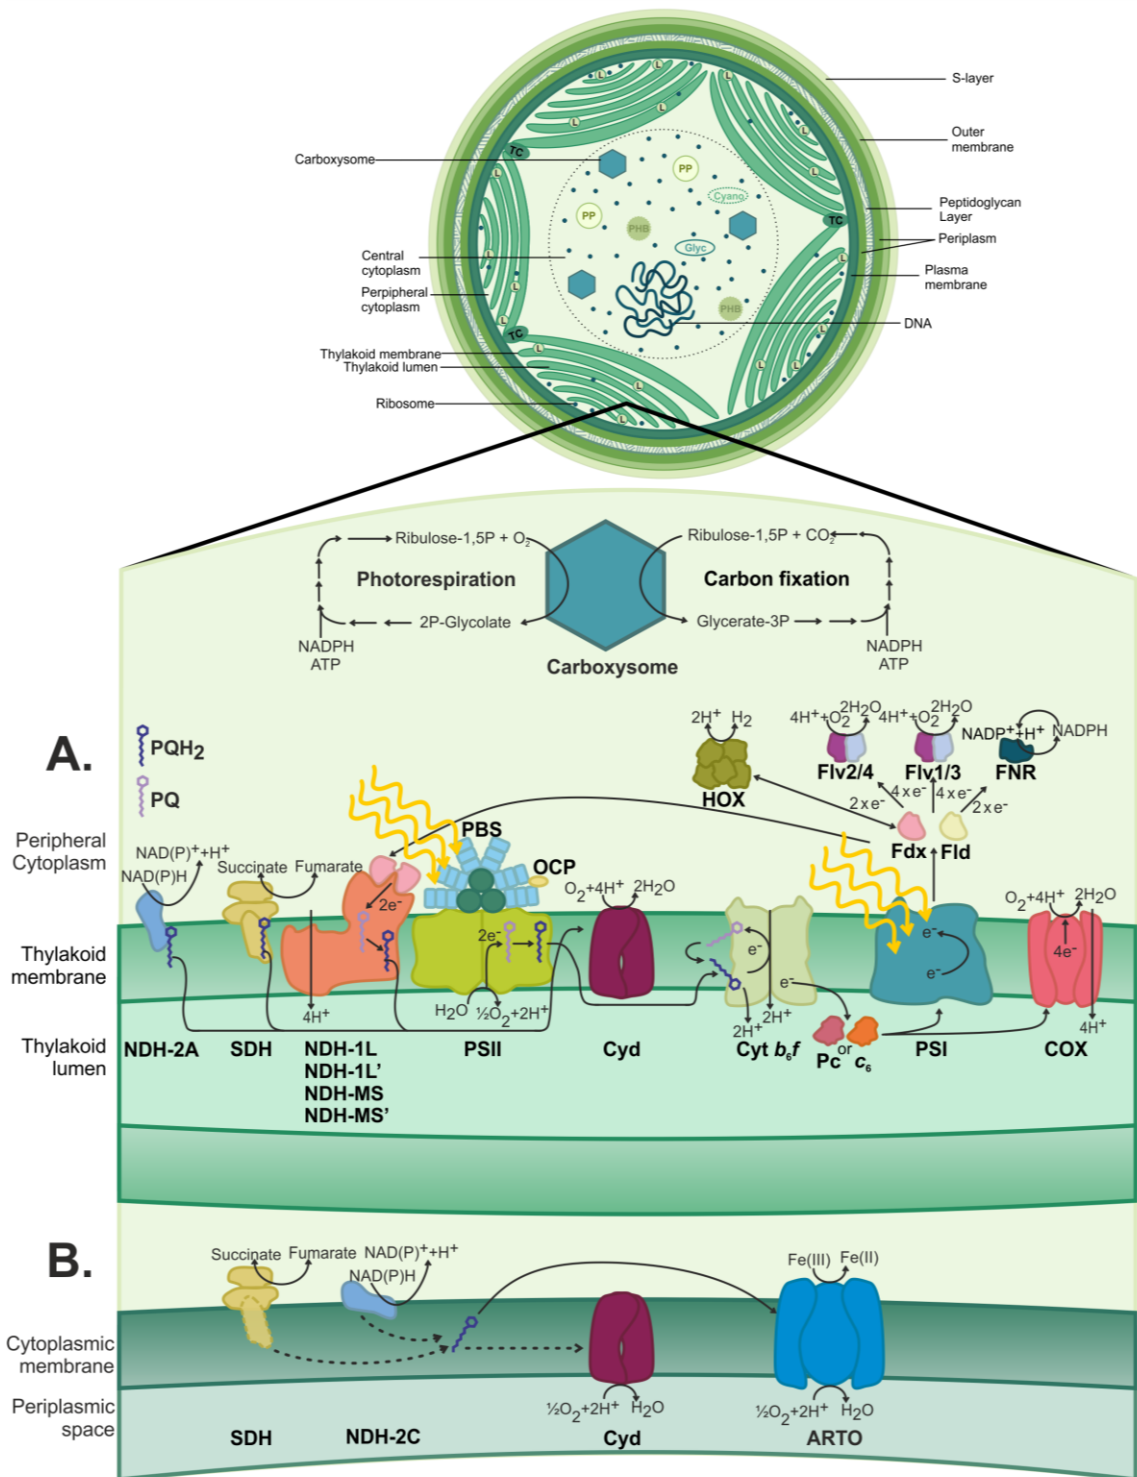 S-layer
Outer
membrane
Peptidoglycan
Layer
Periplasm
Plasma
membrane
DNA
Carboxysome
Central
cytoplasm
Perpipheral
cytoplasm
Thylakoid membrane
Thylakoid lumen
Ribosome
L
L
L
L
TC
L
L
L
L
TC
L
L
L
L
L
TC
L
L
L
L
PP
PP
Cyano
PHB
Glyc
PHB
Ribulose-1,5P + O₂
Photorespiration
2P-Glycolate
NADPH
ATP
Ribulose-1,5P + CO₂
Carbon fixation
Glycerate-3P
NADPH
ATP
Carboxysome
A.
PQH₂
PQ
Peripheral
Cytoplasm
Thylakoid
membrane
Thylakoid
lumen
NAD(P)⁺+H⁺
NAD(P)H
Succinate
Fumarate
2e⁻
4H⁺
PBS
OCP
2e⁻
H₂O
½O₂+2H⁺
O₂+4H⁺
2H₂O
HOX
2H⁺
H₂
4H⁺+O₂
2H₂O
Flv2/4
4H⁺+O₂
2H₂O
Flv1/3
NADP⁺+H⁺
NADPH
FNR
2xe⁻
4xe⁻
4xe⁻
2xe⁻
Fdx
Fld
e⁻
e⁻
2H⁺
2H⁺
e⁻
e⁻
O₂+4H⁺
2H₂O
4e⁻
4H⁺
NDH-2A
SDH
NDH-1L
NDH-1L’
NDH-MS
NDH-MS’
PSII
Cyd
Cyt b₆f
Pc
or
c₆
PSI
COX
B.
Cytoplasmic
membrane
Periplasmic
space
Succinate
Fumarate
NAD(P)⁺+H⁺
NAD(P)H
Fe(III)
Fe(II)
½O₂+2H⁺
H₂O
½O₂+2H⁺
H₂O
SDH
NDH-2C
Cyd
ARTO